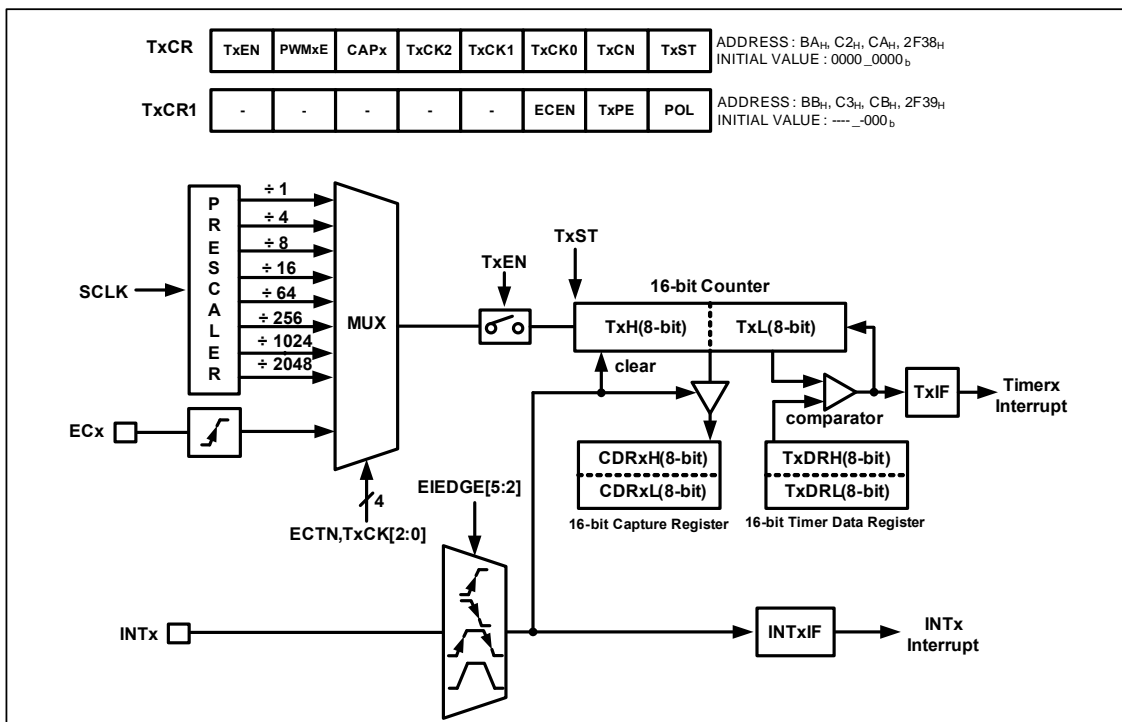 TxCR TxEN PWMxE CAPx TxCK2 TxCK1 TxCK0 TxCN TxST ADDRESS : BAH, C2H, CAH, 2F38H
INITIAL VALUE : 0000_0000b
TxCR1 - - - - - ECEN TxPE POL ADDRESS : BBH, C3H, CBH, 2F39H
INITIAL VALUE : ----_-000b
PRESCALER
÷ 1
÷ 4
÷ 8
÷ 16
÷ 64
÷ 256
÷ 1024
÷ 2048
SCLK
MUX
ECx
4
ECTN,TxCK[2:0]
TxEN
TxST
16-bit Counter
TxH(8-bit) TxL(8-bit)
clear
comparator
TxIF
Timerx
Interrupt
CDRxH(8-bit)
CDRxL(8-bit)
16-bit Capture Register
TxDRH(8-bit)
TxDRL(8-bit)
16-bit Timer Data Register
EIEDGE[5:2]
INTx
INTxIF
INTx
Interrupt